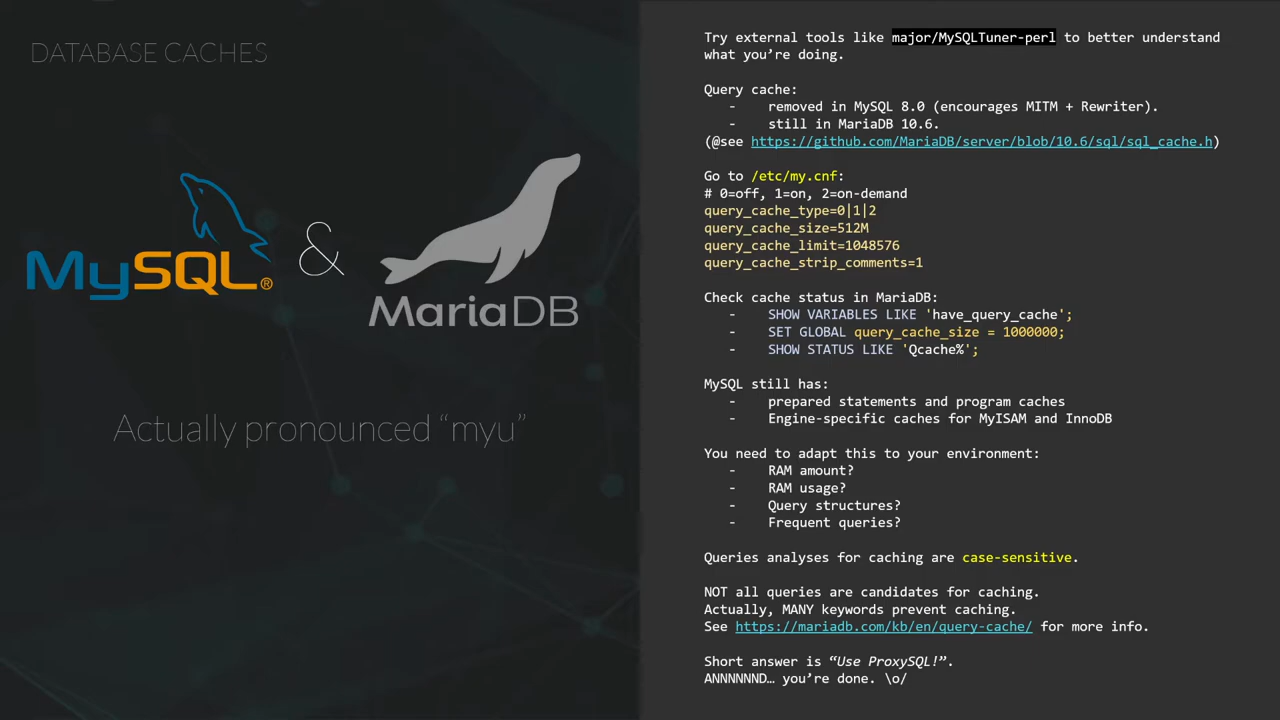 DATABASE CACHES
MySQL®
&
MariaDB
Actually pronounced “myu”
Try external tools like major/MySQLTuner-perl to better understand
what you’re doing.
Query cache:
- removed in MySQL 8.0 (encourages MITM + Rewriter).
- still in MariaDB 10.6.
(@see https://github.com/MariaDB/server/blob/10.6/sql/sql_cache.h)
Go to /etc/my.cnf:
# 0=off, 1=on, 2=on-demand
query_cache_type=0|1|2
query_cache_size=512M
query_cache_limit=1048576
query_cache_strip_comments=1
Check cache status in MariaDB:
- SHOW VARIABLES LIKE 'have_query_cache';
- SET GLOBAL query_cache_size = 1000000;
- SHOW STATUS LIKE 'Qcache%';
MySQL still has:
- prepared statements and program caches
- Engine-specific caches for MyISAM and InnoDB
You need to adapt this to your environment:
- RAM amount?
- RAM usage?
- Query structures?
- Frequent queries?
Queries analyses for caching are case-sensitive.
NOT all queries are candidates for caching.
Actually, MANY keywords prevent caching.
See https://mariadb.com/kb/en/query-cache/ for more info.
Short answer is “Use ProxySQL!”.
ANNNNNND… you’re done. \o/